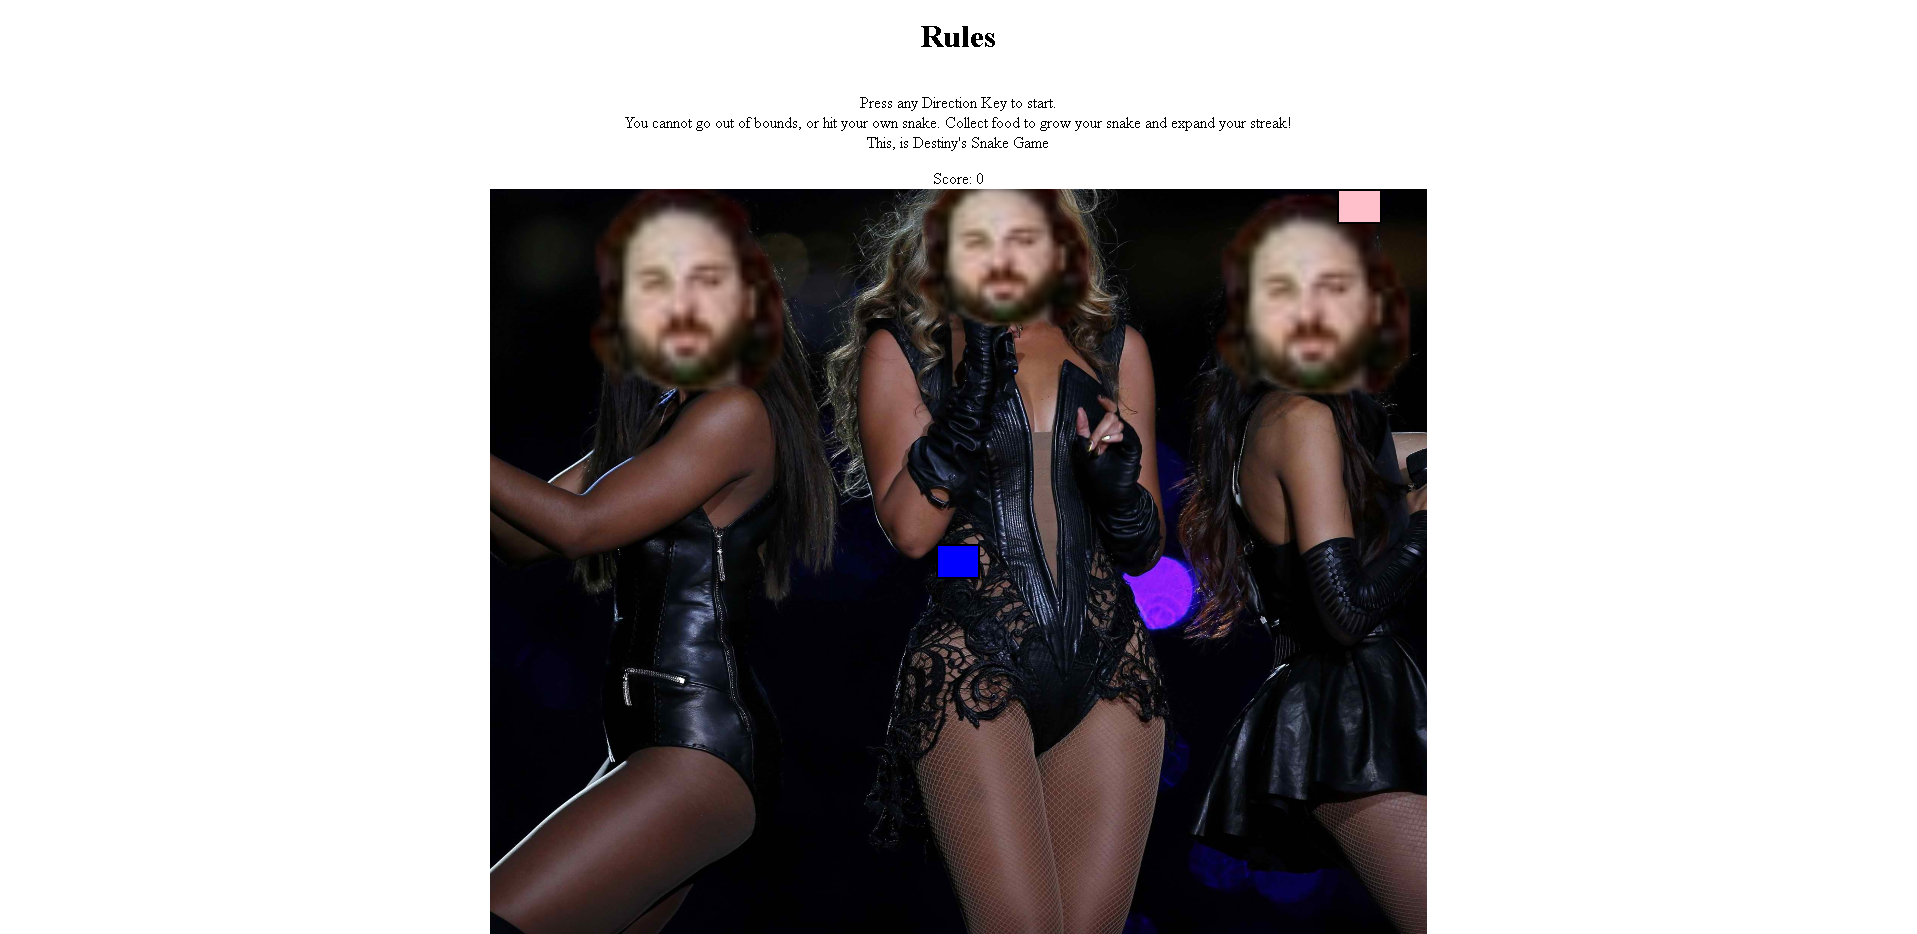 Rules
Press any Direction Key to start.
You cannot go out of bounds, or hit your own snake. Collect food to grow your snake and expand your streak!
This, is Destiny's Snake Game
Score: 0